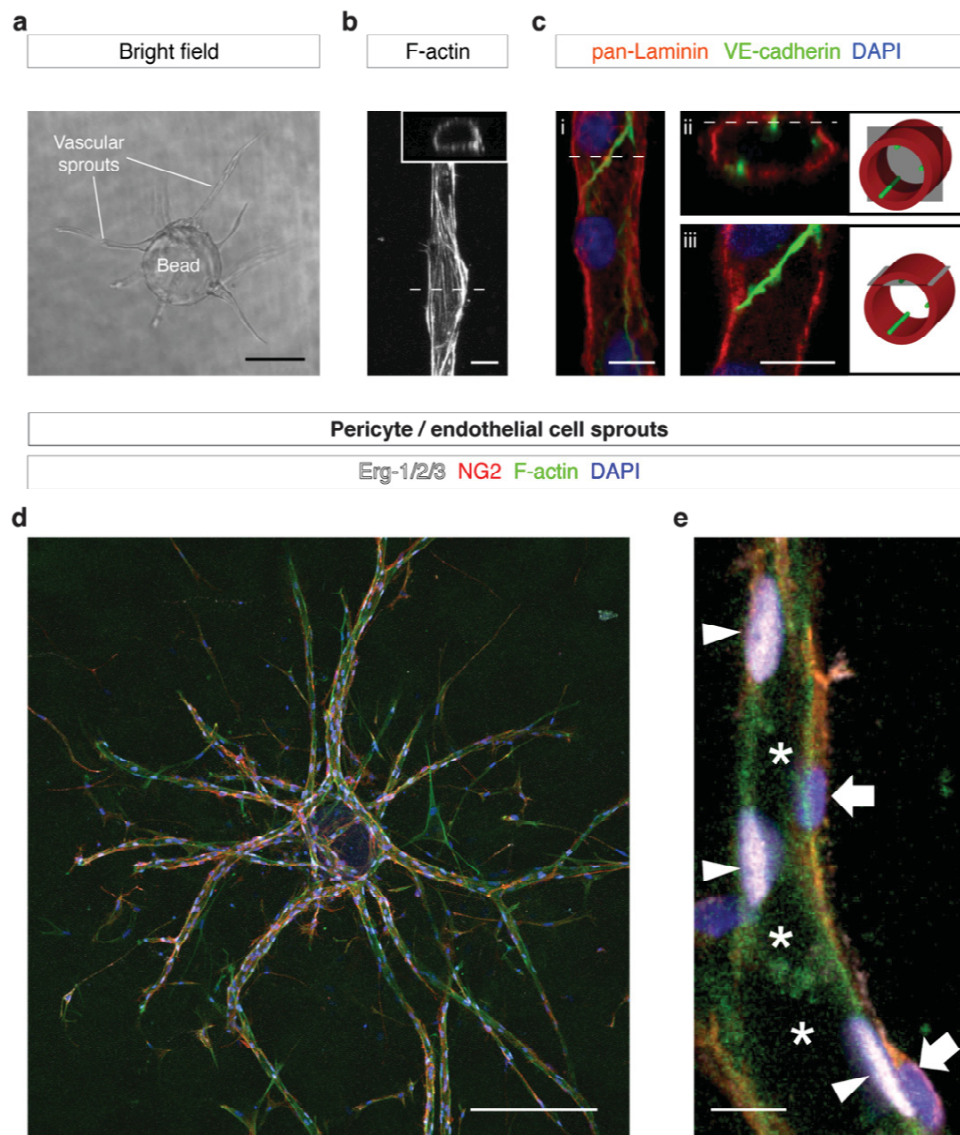 a
Bright field
Vascular
sprouts
Bead
b
F-actin
c
pan-Laminin VE-cadherin DAPI
i
ii
iii
Pericyte / endothelial cell sprouts
Erg-1/2/3 NG2 F-actin DAPI
d
e
*
*
*